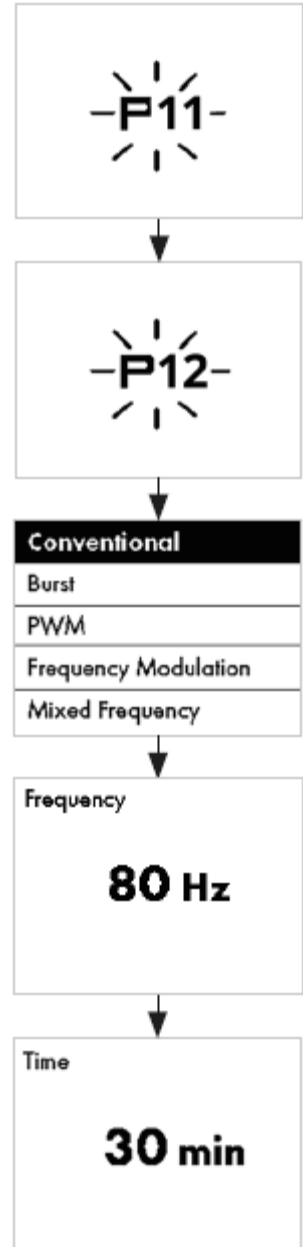 P11
P12
Conventional
Burst
PWM
Frequency Modulation
Mixed Frequency
Frequency
80 Hz
Time
30 min